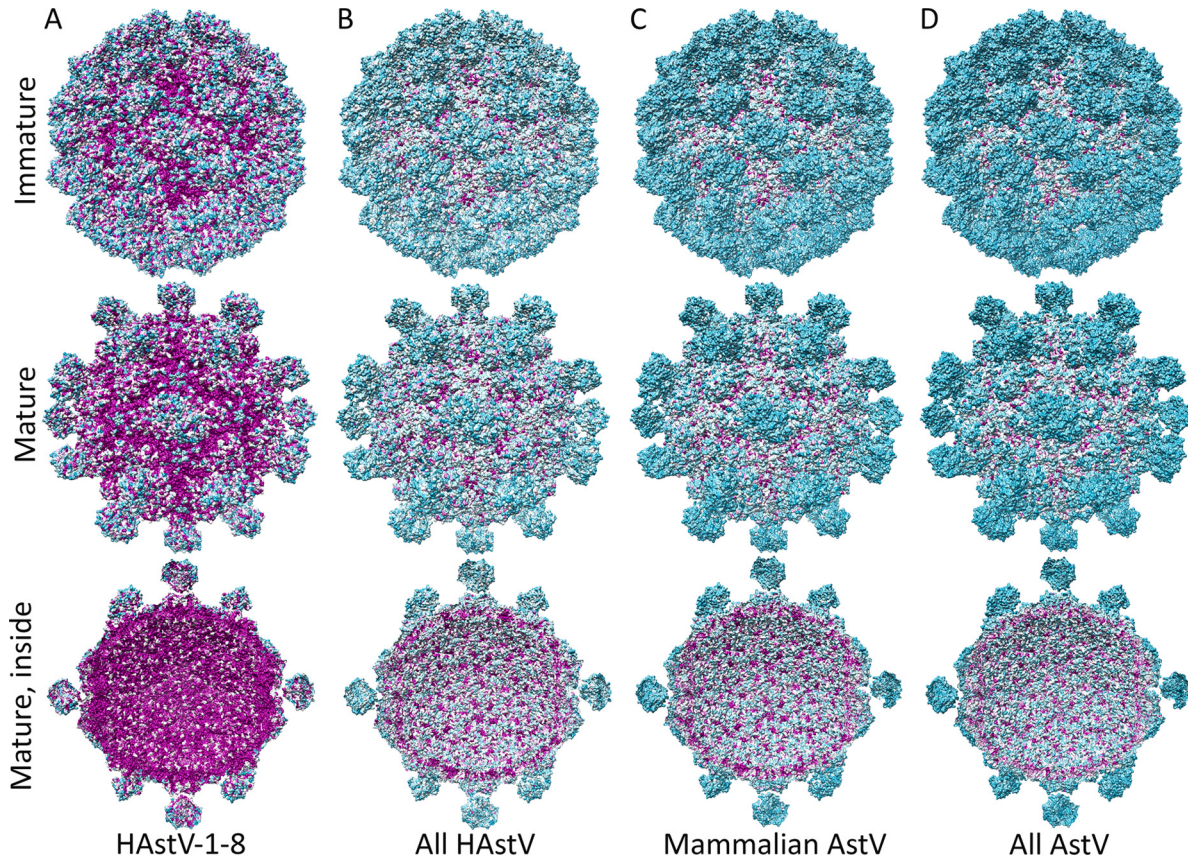 A B C D
Immature
Mature
Mature, inside
HAstV-1-8 All HAstV Mammalian AstV All AstV